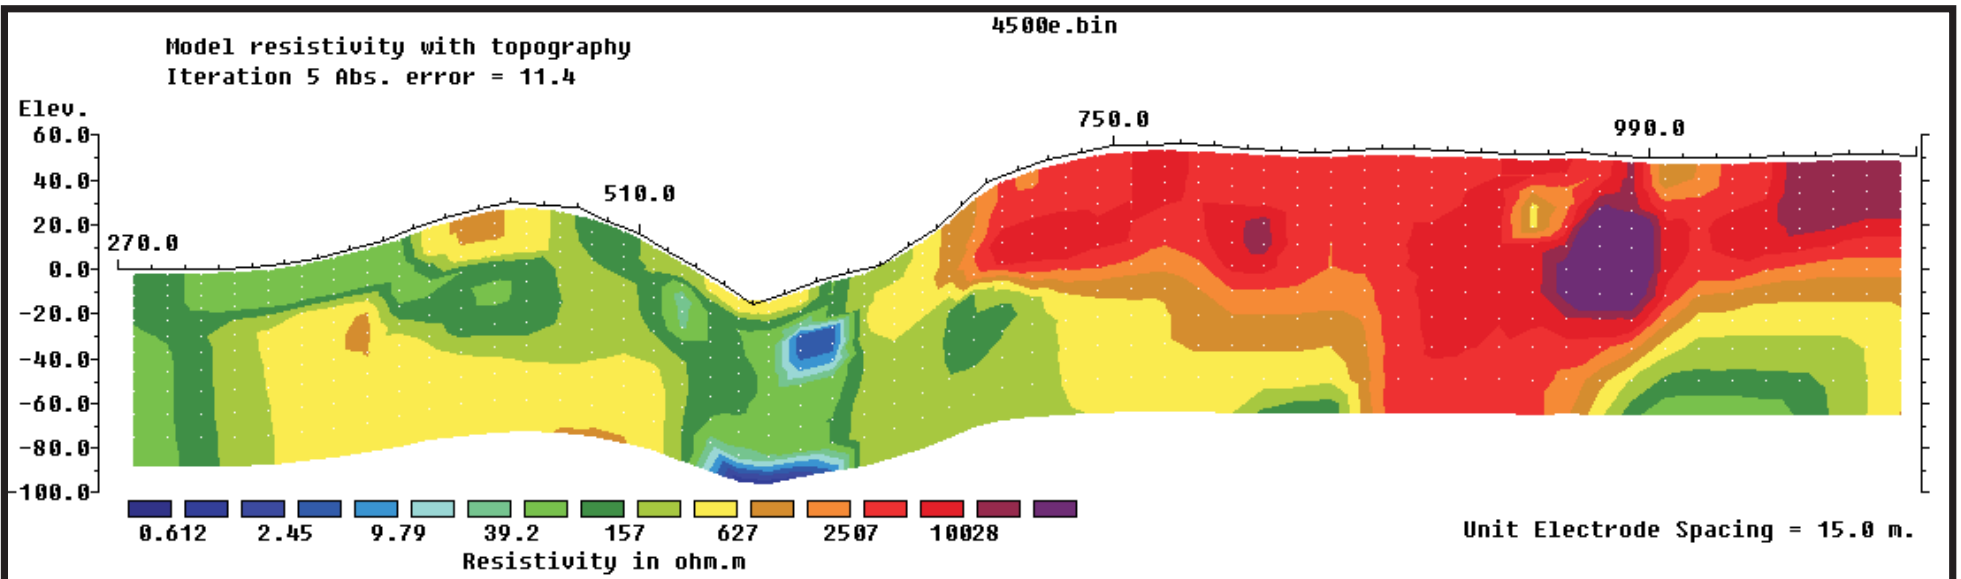 4500e.bin
Model resistivity with topography
Iteration 5 Abs. error = 11.4
Elev.
60.0
750.0
990.0
40.0
510.0
20.0
270.0
0.0
-20.0
-40.0
-60.0
-80.0
-100.0
0.612 2.45 9.79 39.2 157 627 2507 10028
Unit Electrode Spacing = 15.0 m.
Resistivity in ohm.m